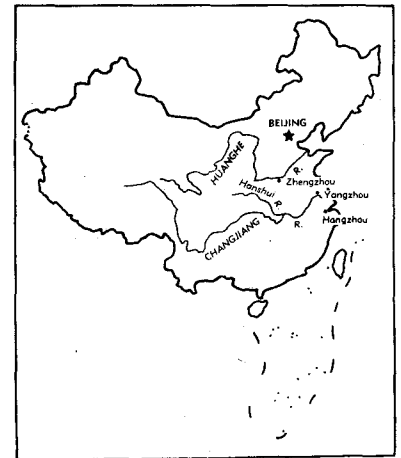 BEIJING
HUANGHE
R.
Zhengzhou
Hanshui R.
Yangzhou
Hangzhou
R.
CHANGJIANG